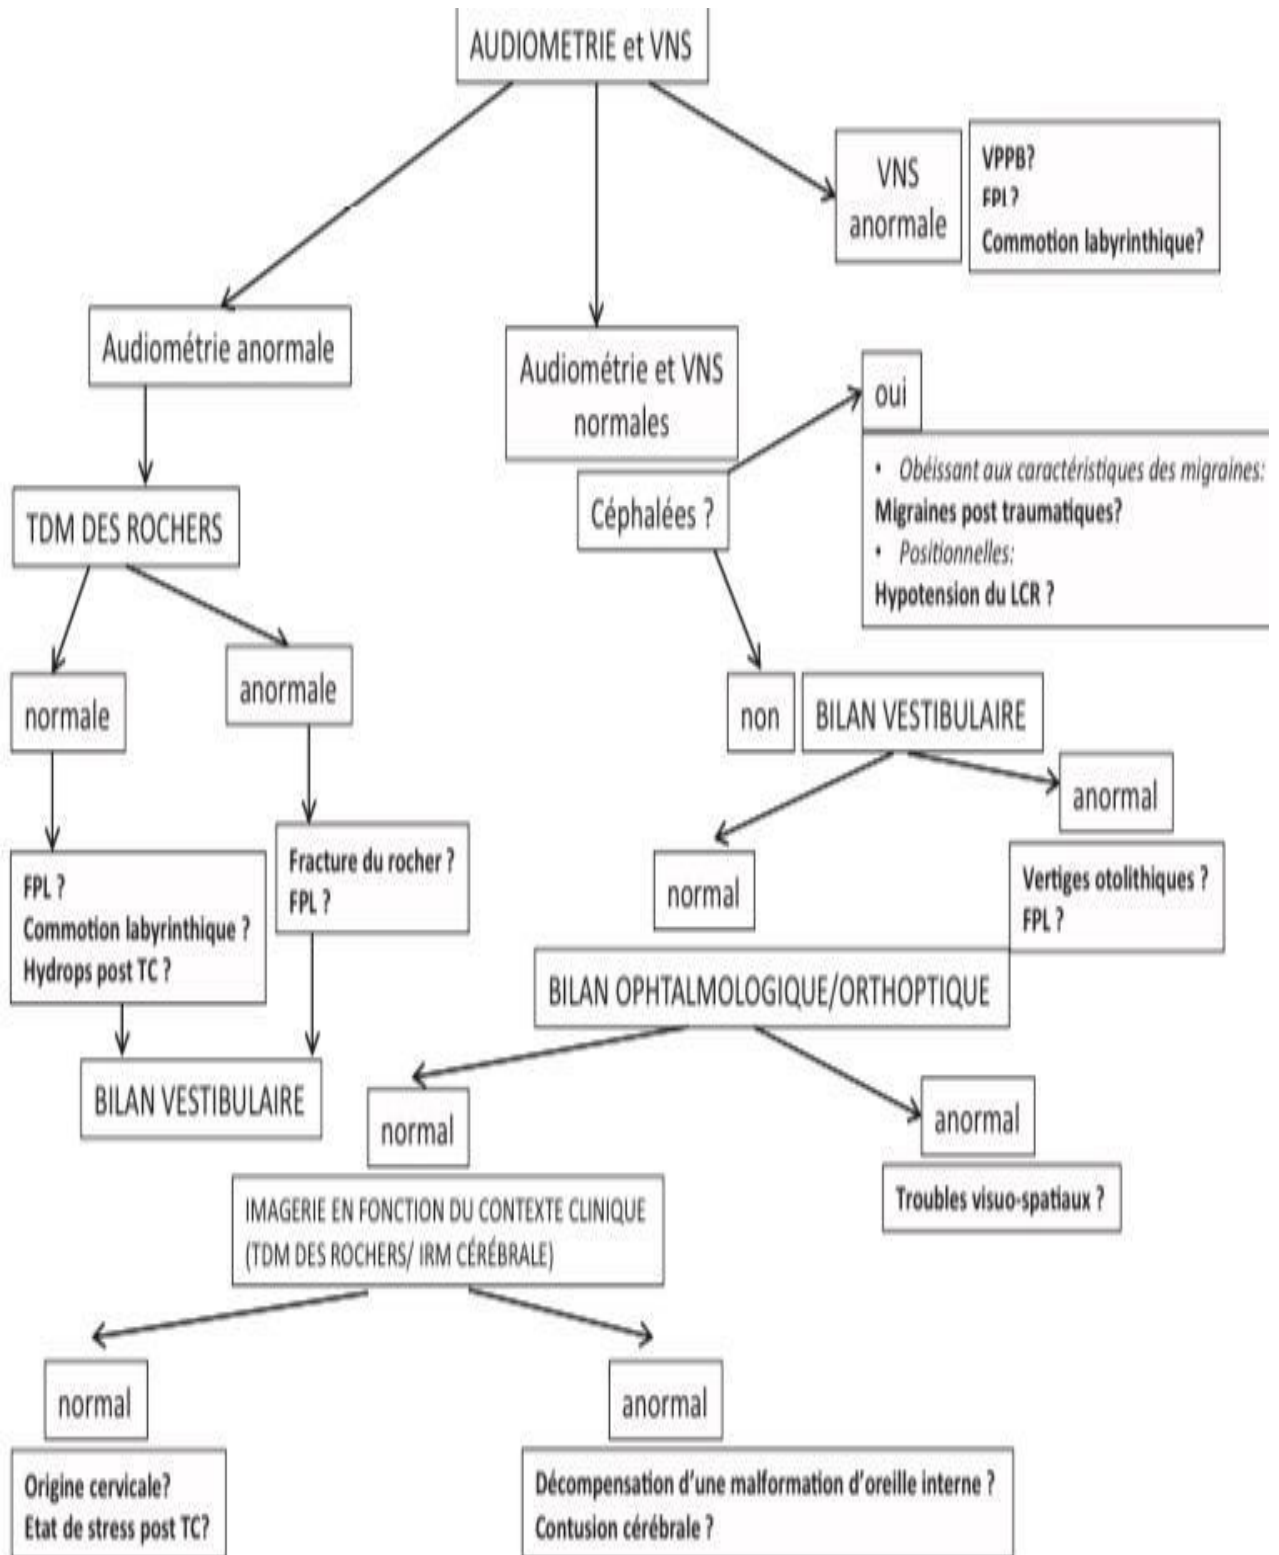 AUDIOMETRIE et VNS
VNS
anormale
VPPB?
FPL?
Commotion labyrinthique?
Audiométrie anormale
Audiométrie et VNS
normales
oui
• Obéissant aux caractéristiques des migraines:
Migraines post traumatiques?
• Positionnelles:
Hypotension du LCR ?
Céphalées ?
TDM DES ROCHERS
normale
anormale
non
BILAN VESTIBULAIRE
anormal
normal
Vertiges otolithiques ?
FPL ?
Fracture du rocher ?
FPL ?
FPL ?
Commotion labyrinthique ?
Hydrops post TC ?
BILAN OPHTALMOLOGIQUE/ORTHOPTIQUE
BILAN VESTIBULAIRE
normal
anormal
Troubles visuo-spatiaux ?
IMAGERIE EN FONCTION DU CONTEXTE CLINIQUE
(TDM DES ROCHERS/ IRM CÉRÉBRALE)
normal
anormal
Origine cervicale?
Etat de stress post TC?
Décompensation d'une malformation d'oreille interne ?
Contusion cérébrale ?